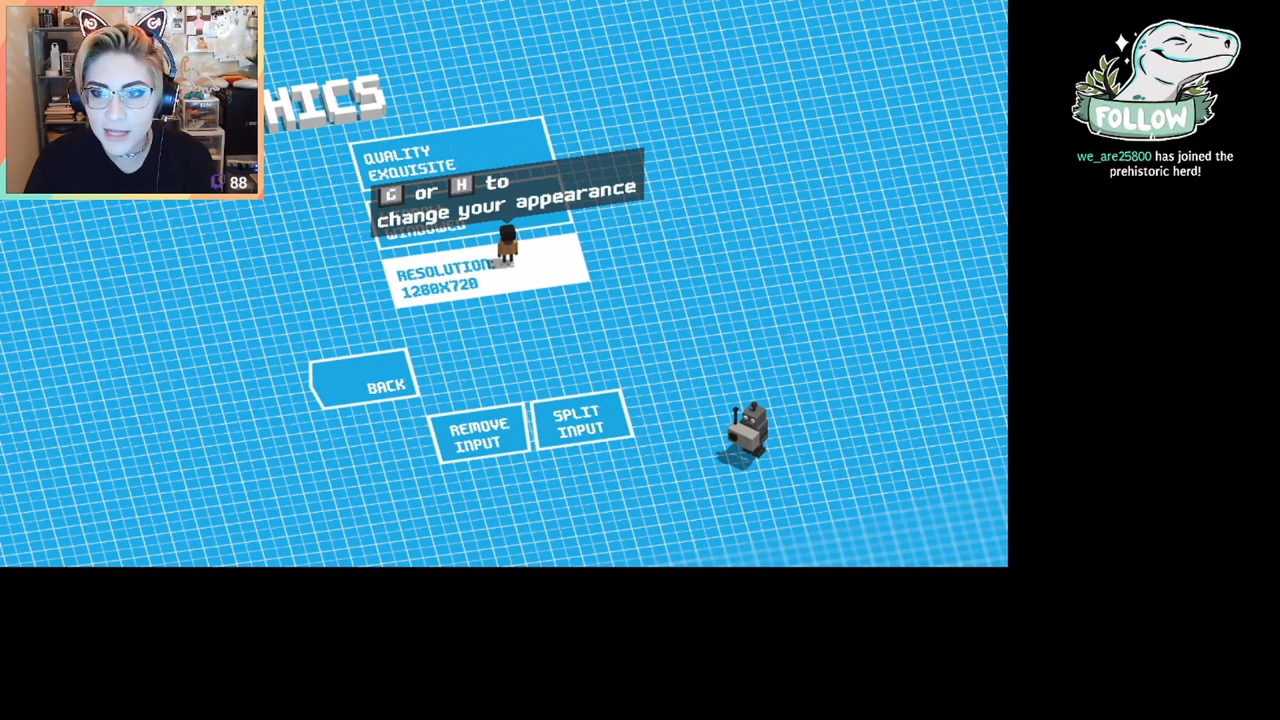 HICS
QUALITY
EXQUISITE
G or H to
change your appearance
WINDOWED
RESOLUTION:
1280X720
BACK
REMOVE
INPUT
SPLIT
INPUT
88
FOLLOW
we_are25800 has joined the
prehistoric herd!